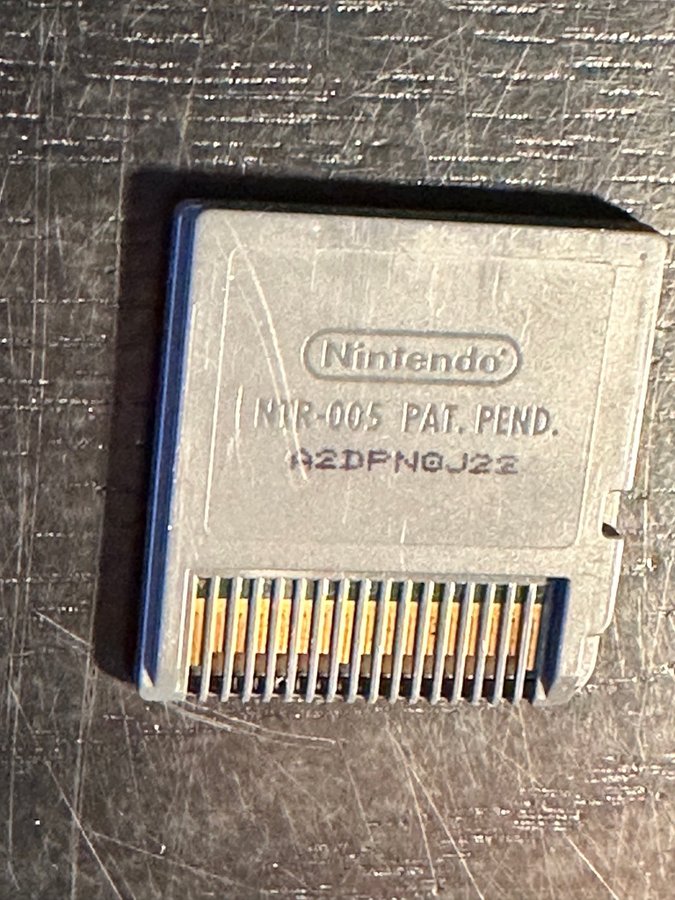 Nintendo®
NTR-005 PAT. PEND.
A2DPN0J22